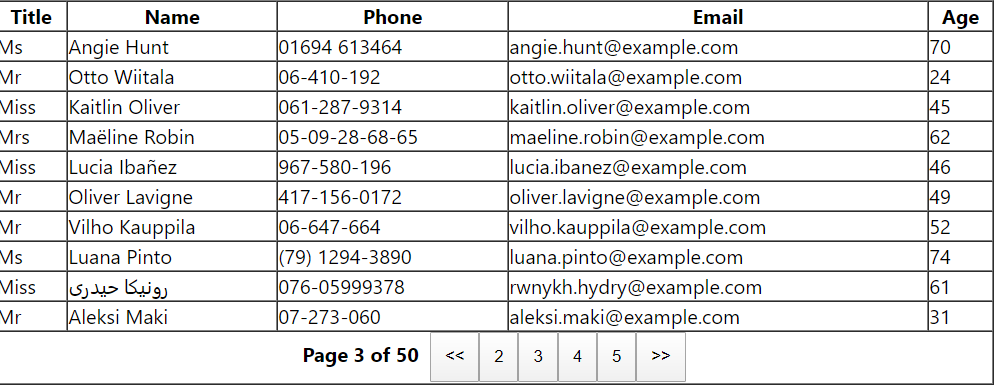 Title Name Phone Email Age
Ms Angie Hunt 01694 613464 angie.hunt@example.com 70
Mr Otto Wiitala 06-410-192 otto.wiitala@example.com 24
Miss Kaitlin Oliver 061-287-9314 kaitlin.oliver@example.com 45
Mrs Maëline Robin 05-09-28-68-65 maeline.robin@example.com 62
Miss Lucia Ibañez 967-580-196 lucia.ibanez@example.com 46
Mr Oliver Lavigne 417-156-0172 oliver.lavigne@example.com 49
Mr Vilho Kauppila 06-647-664 vilho.kauppila@example.com 52
Ms Luana Pinto (79) 1294-3890 luana.pinto@example.com 74
Miss رونیکا حیدری 076-05999378 rwnykh.hydry@example.com 61
Mr Aleksi Maki 07-273-060 aleksi.maki@example.com 31
Page 3 of 50 << 2 3 4 5 >>